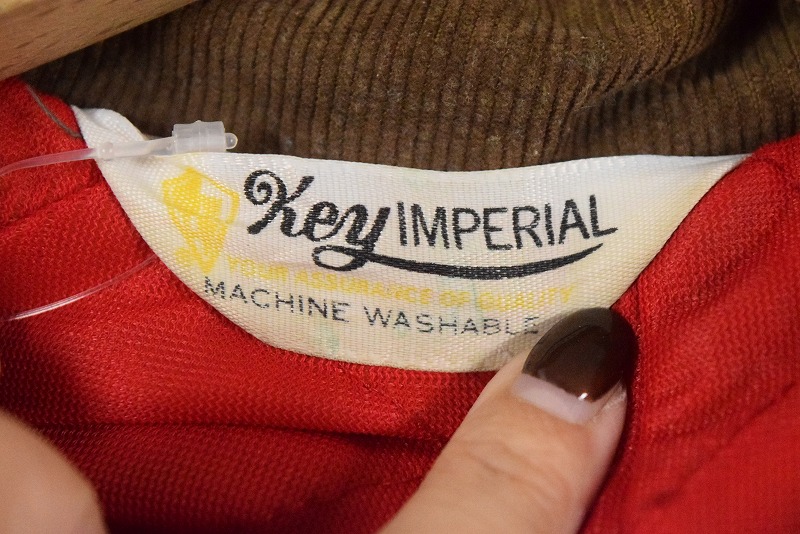 Key IMPERIAL
YOUR ASSURANCE OF QUALITY
MACHINE WASHABLE